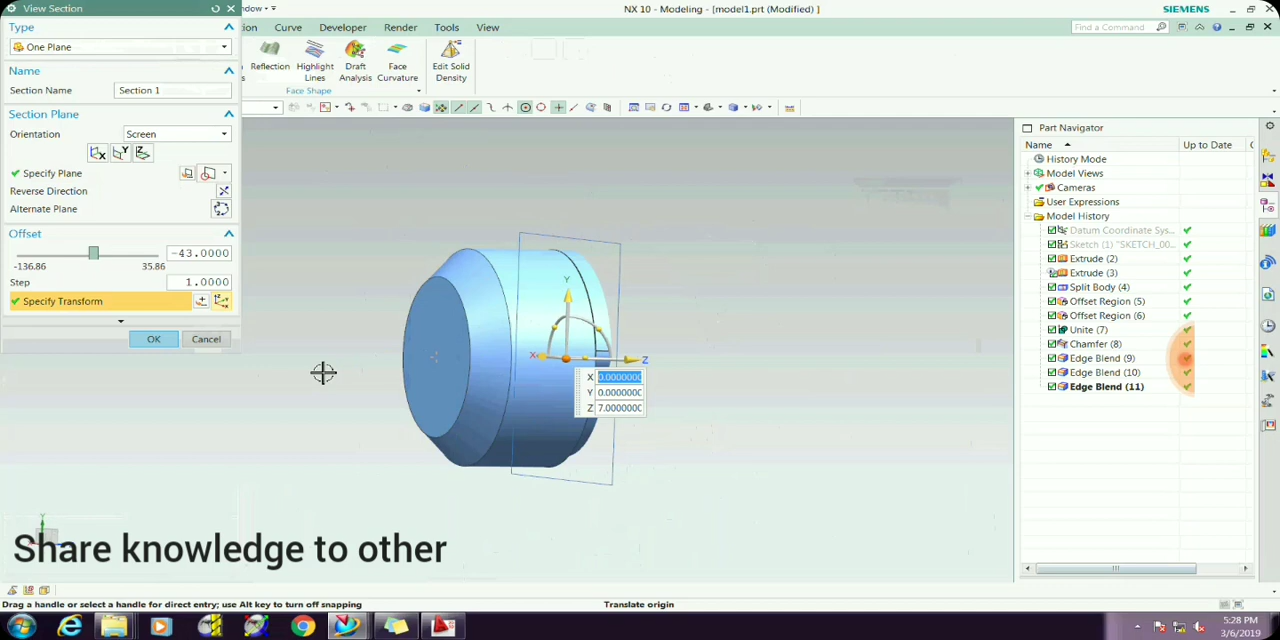 View Section
NX 10 - Modeling - [model1.prt (Modified) ]
SIEMENS
Curve Developer Render Tools View
Find a Command
Type
One Plane
Name
Section Name Section 1
Section Plane
Orientation Screen
Specify Plane
Reverse Direction
Alternate Plane
Offset
-43.0000
-136.86 35.86
Step 1.0000
Specify Transform
OK Cancel
Reflection
Highlight Lines
Draft Analysis
Face Curvature
Edit Solid Density
Face Shape
Y
X
Z
X
Y 0.000000C
Z 7.000000C
Part Navigator
Name Up to Date
History Mode
Model Views
Cameras
User Expressions
Model History
Datum Coordinate Sys...
Sketch (1) "SKETCH_00...
Extrude (2)
Extrude (3)
Split Body (4)
Offset Region (5)
Offset Region (6)
Unite (7)
Chamfer (8)
Edge Blend (9)
Edge Blend (10)
Edge Blend (11)
Y
Share knowledge to other
Drag a handle or select a handle for direct entry; use Alt key to turn off snapping
Translate origin
5:28 PM
3/6/2019